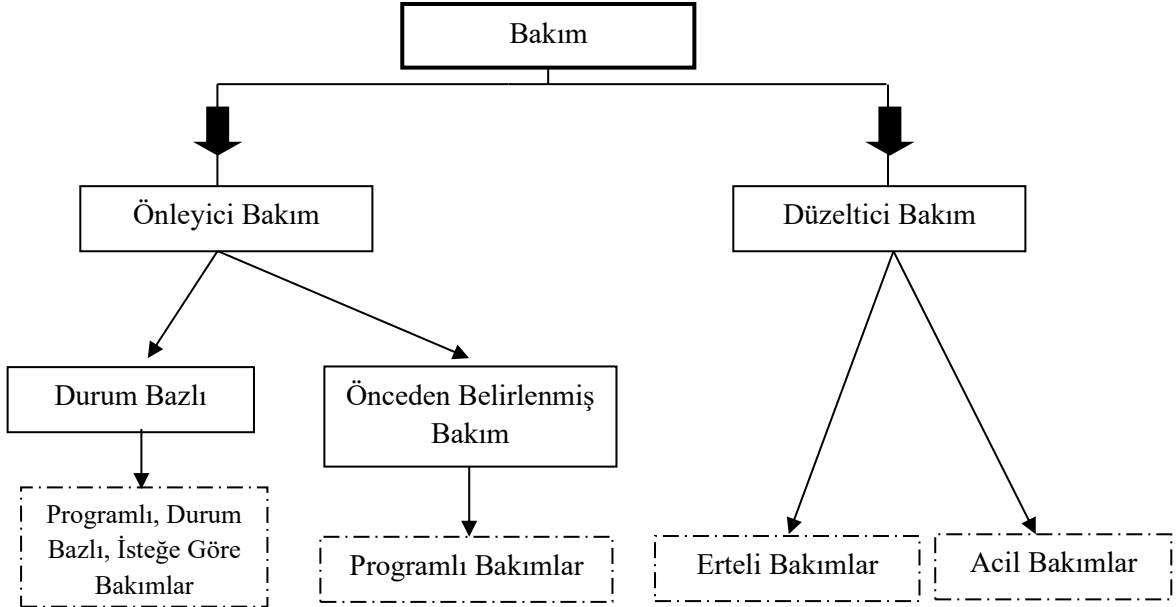 Bakım
Önleyici Bakım
Düzeltici Bakım
Durum Bazlı
Önceden Belirlenmiş
Bakım
Programlı, Durum
Bazlı, İsteğe Göre
Bakımlar
Programlı Bakımlar
Erteli Bakımlar
Acil Bakımlar